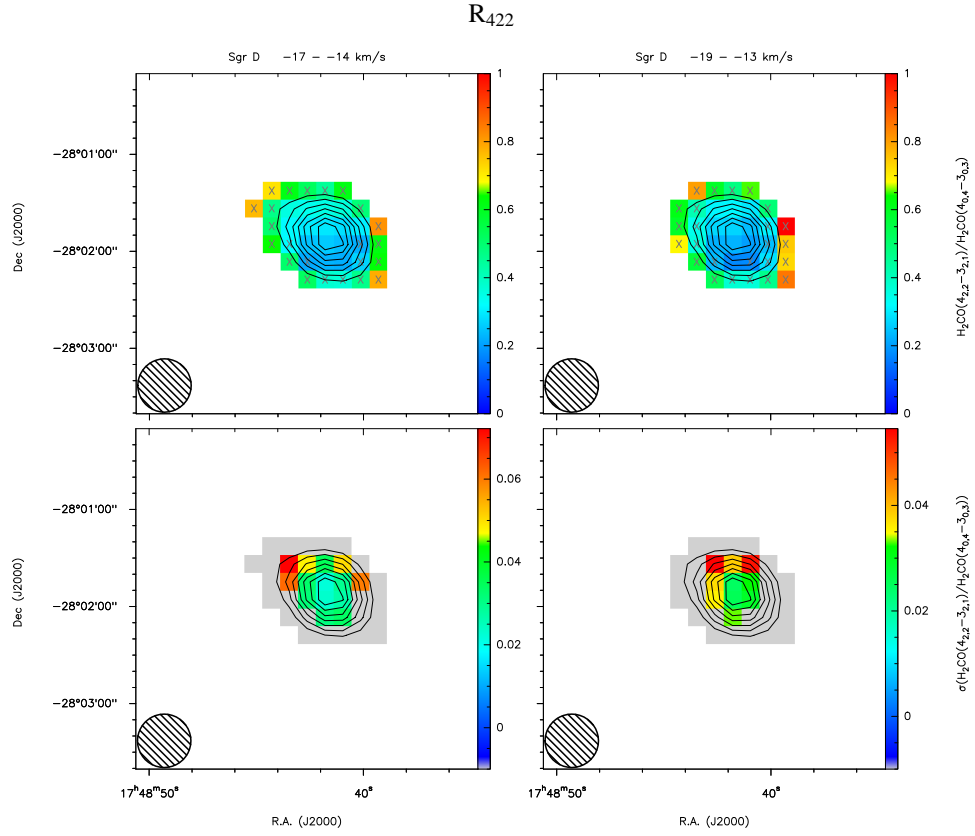 R₄₂₂
Sgr D −17 − −14 km/s
Sgr D −19 − −13 km/s
1
0.8
0.6
0.4
0.2
0
1
0.8
0.6
0.4
0.2
0
−28°01'00"
−28°02'00"
−28°03'00"
Dec (J2000)
H₂CO(4₂,₂−3₂,₁)/H₂CO(4₀,₄−3₀,₃)
X X X X X
X X X
X X
X X
X X X
X X X X X
X X X X
X X X
X X
X X
X X
X X X X X
0.06
0.04
0.02
0
0.04
0.02
0
−28°01'00"
−28°02'00"
−28°03'00"
Dec (J2000)
σ(H₂CO(4₂,₂−3₂,₁)/H₂CO(4₀,₄−3₀,₃))
17ʰ48ᵐ50ˢ 40ˢ
17ʰ48ᵐ50ˢ 40ˢ
R.A. (J2000)
R.A. (J2000)